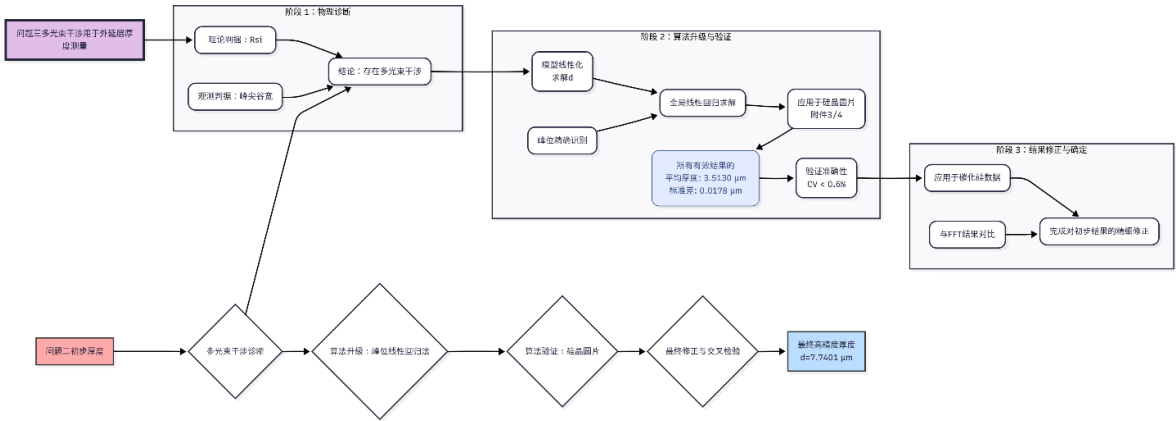 阶段 1：物理诊断
问题三多光束干涉用于外延层厚
度测量
理论判据：Rsi
观测判据：峰尖谷宽
结论：存在多光束干涉
阶段 2：算法升级与验证
模型线性化
求解d
峰位精确识别
全局线性回归求解
应用于硅晶圆片
附件3/4
所有有效结果的
平均厚度: 3.5130 μm
标准差: 0.0178 μm
验证准确性
CV < 0.6%
阶段 3：结果修正与确定
应用于碳化硅数据
与FFT结果对比
完成对初步结果的精细修正
问题二初步厚度
多光束干涉诊断
算法升级：峰位线性回归法
算法验证：硅晶圆片
最终修正与交叉检验
最终高精度厚度
d=7.7401 μm